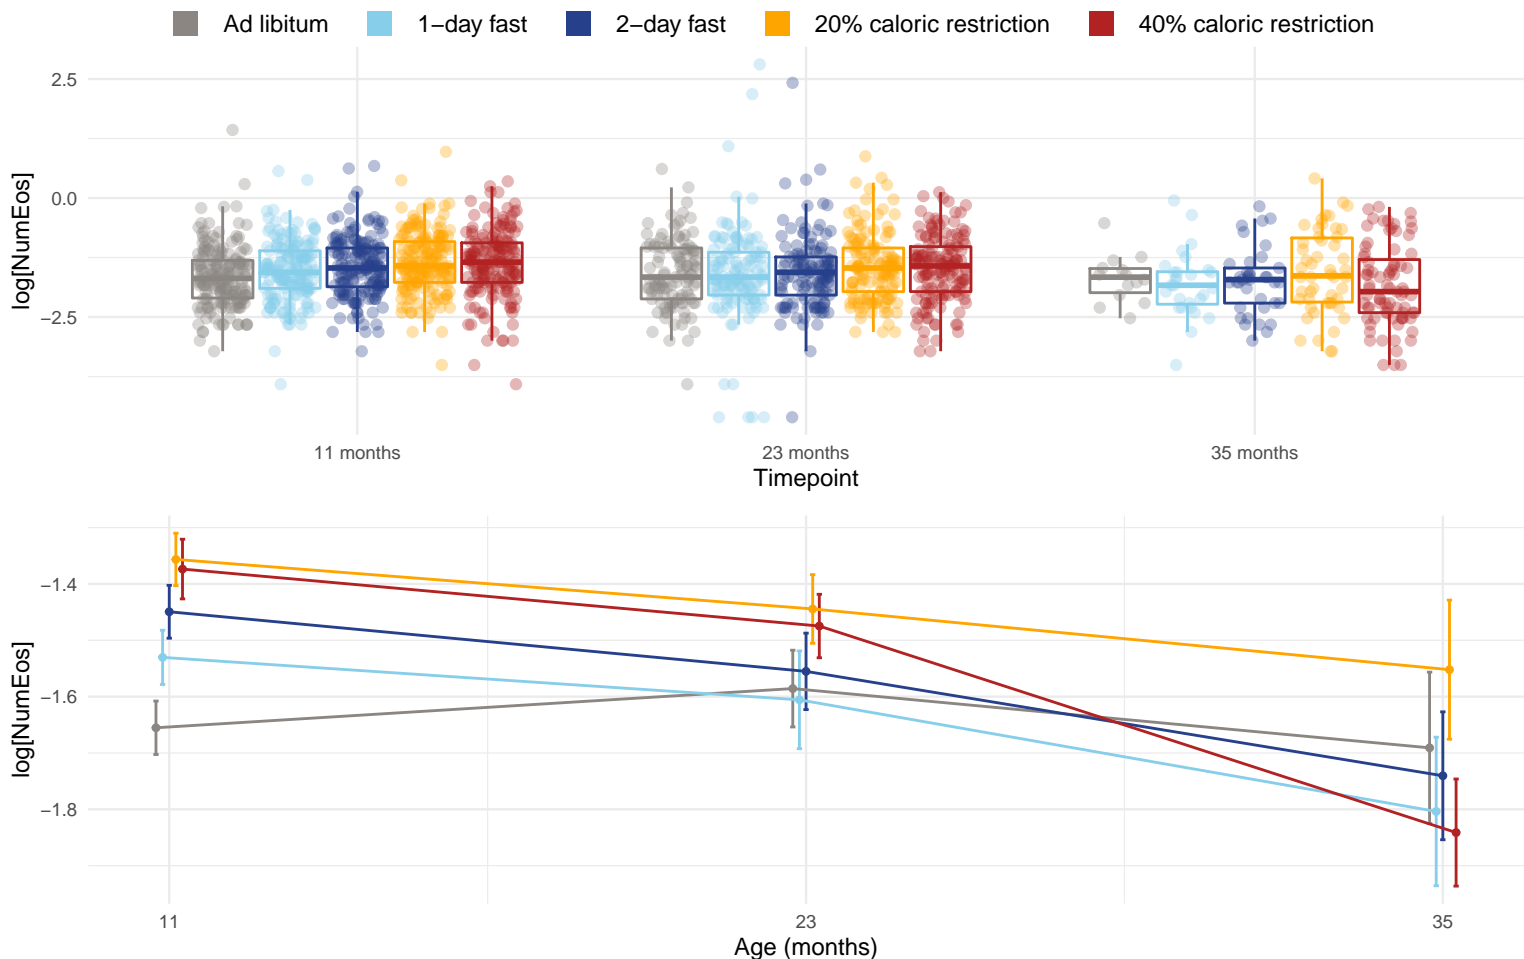 Ad libitum 1−day fast 2−day fast 20% caloric restriction 40% caloric restriction
log[NumEos]
2.5
0.0
−2.5
11 months 23 months 35 months
Timepoint
log[NumEos]
−1.4
−1.6
−1.8
11 23 35
Age (months)